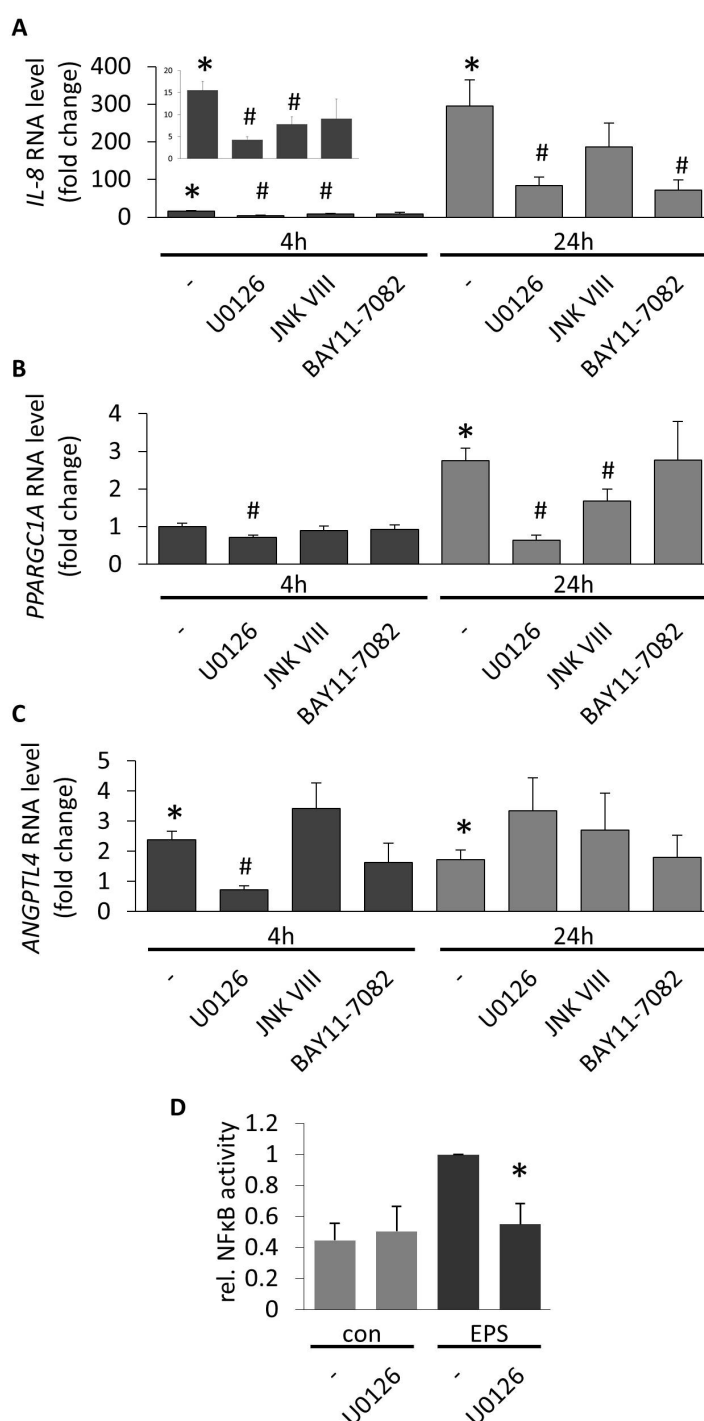 A
IL-8 RNA level
(fold change)
400
300
200
100
0
20
15
10
5
0
*
#
#
*
#
#
*
#
#
4h
24h
-
U0126
JNK VIII
BAY11-7082
-
U0126
JNK VIII
BAY11-7082
B
PPARGC1A RNA level
(fold change)
4
3
2
1
0
#
*
#
#
4h
24h
-
U0126
JNK VIII
BAY11-7082
-
U0126
JNK VIII
BAY11-7082
C
ANGPTL4 RNA level
(fold change)
5
4
3
2
1
0
*
#
*
4h
24h
-
U0126
JNK VIII
BAY11-7082
-
U0126
JNK VIII
BAY11-7082
D
rel. NFκB activity
1.2
1
0.8
0.6
0.4
0.2
0
*
con
EPS
-
U0126
-
U0126